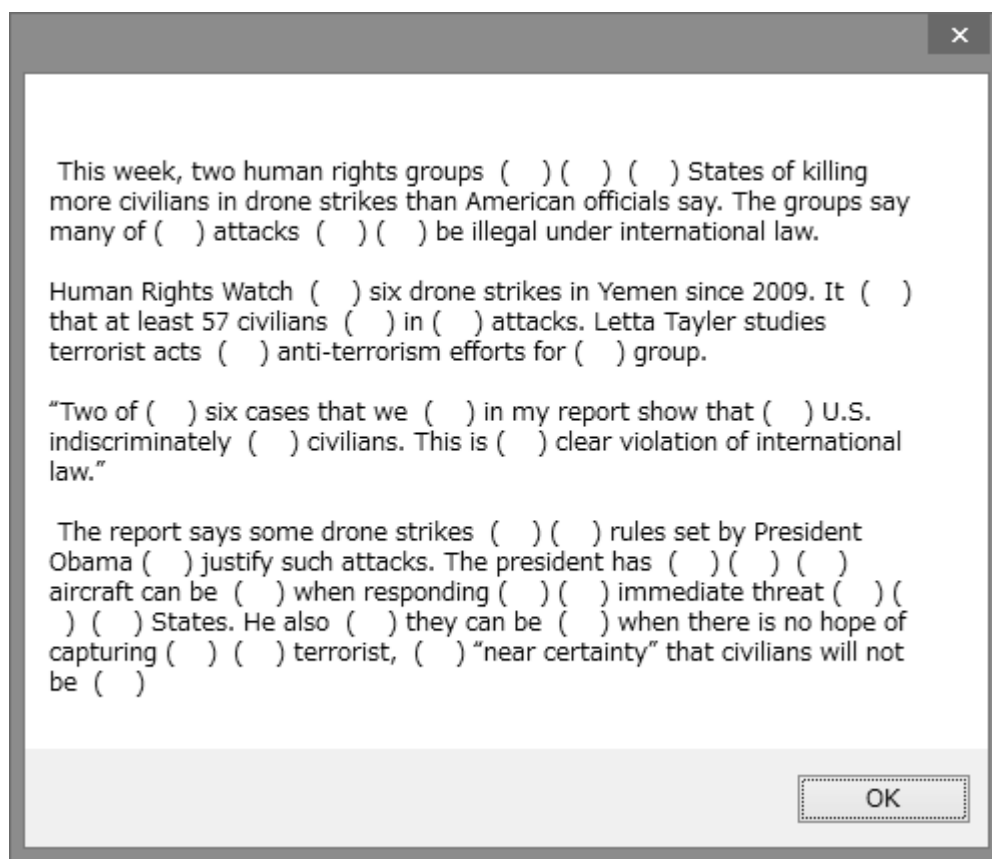 This week, two human rights groups (   ) (   ) (   ) States of killing
more civilians in drone strikes than American officials say. The groups say
many of (   ) attacks (   ) (   ) be illegal under international law.
Human Rights Watch (   ) six drone strikes in Yemen since 2009. It (   )
that at least 57 civilians (   ) in (   ) attacks. Letta Tayler studies
terrorist acts (   ) anti-terrorism efforts for (   ) group.
“Two of (   ) six cases that we (   ) in my report show that (   ) U.S.
indiscriminately (   ) civilians. This is (   ) clear violation of international
law.”
The report says some drone strikes (   ) (   ) rules set by President
Obama (   ) justify such attacks. The president has (   ) (   ) (   )
aircraft can be (   ) when responding (   ) (   ) immediate threat (   ) (
) (   ) States. He also (   ) they can be (   ) when there is no hope of
capturing (   ) (   ) terrorist, (   ) “near certainty” that civilians will not
be (   )
OK